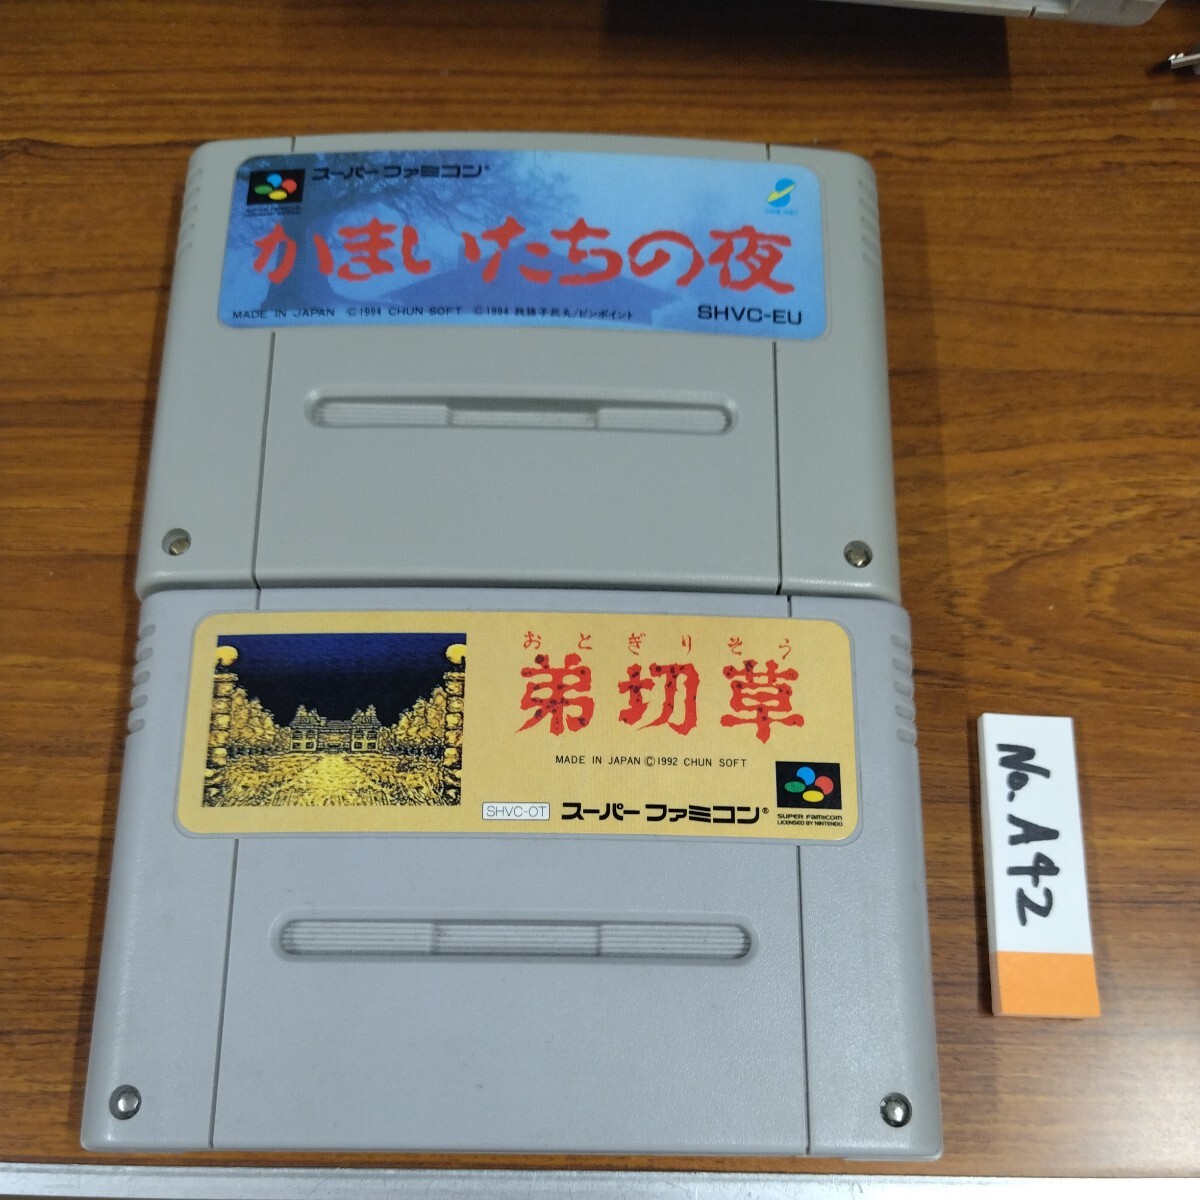 スーパーファミコン®
かまいたちの夜
MADE IN JAPAN © 1994 CHUN SOFT © 1994 我孫子武丸/ピンポイント
SHVC-EU
おとぎりそう
弟切草
MADE IN JAPAN © 1992 CHUN SOFT
SHVC-OT
スーパーファミコン®
SUPER FAMICOM
LICENSED BY NINTENDO
No. A42